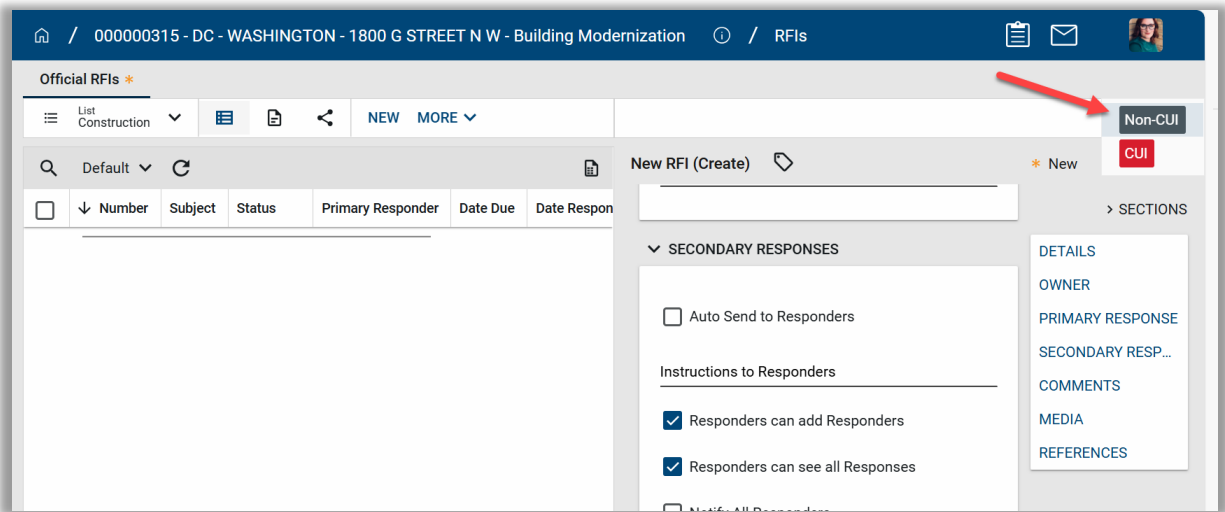 / 000000315 - DC - WASHINGTON - 1800 G STREET N W - Building Modernization / RFIs
Official RFIs *
List
Construction
NEW MORE
Non-CUI
CUI
Default
New RFI (Create)
* New
Number Subject Status Primary Responder Date Due Date Respon
> SECTIONS
SECONDARY RESPONSES
Auto Send to Responders
Instructions to Responders
Responders can add Responders
Responders can see all Responses
Notify All Responders
DETAILS
OWNER
PRIMARY RESPONSE
SECONDARY RESP...
COMMENTS
MEDIA
REFERENCES